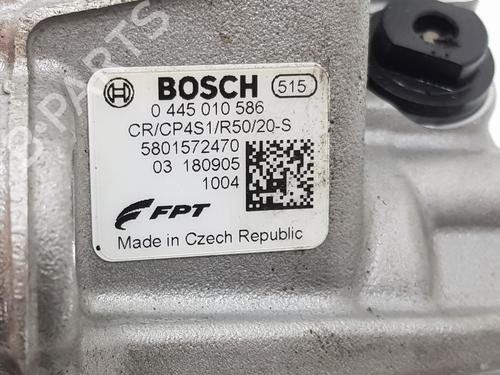 PARTS
BOSCH 515
0 445 010 586
CR/CP4S1/R50/20-S
5801572470
03 180905
1004
FPT
Made in Czech Republic